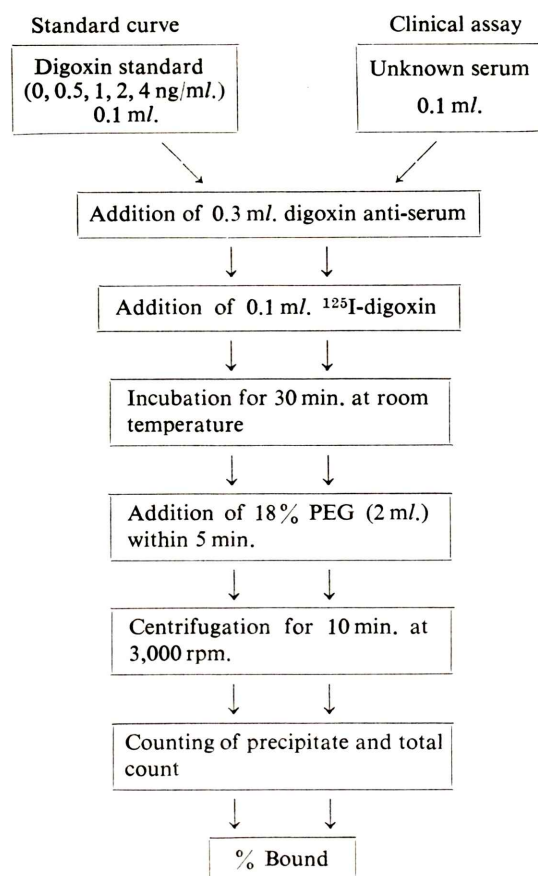 Standard curve
Clinical assay
Digoxin standard
(0, 0.5, 1, 2, 4 ng/ml.)
0.1 ml.
Unknown serum
0.1 ml.
Addition of 0.3 ml. digoxin anti-serum
Addition of 0.1 ml. ¹²⁵I-digoxin
Incubation for 30 min. at room
temperature
Addition of 18% PEG (2 ml.)
within 5 min.
Centrifugation for 10 min. at
3,000 rpm.
Counting of precipitate and total
count
% Bound